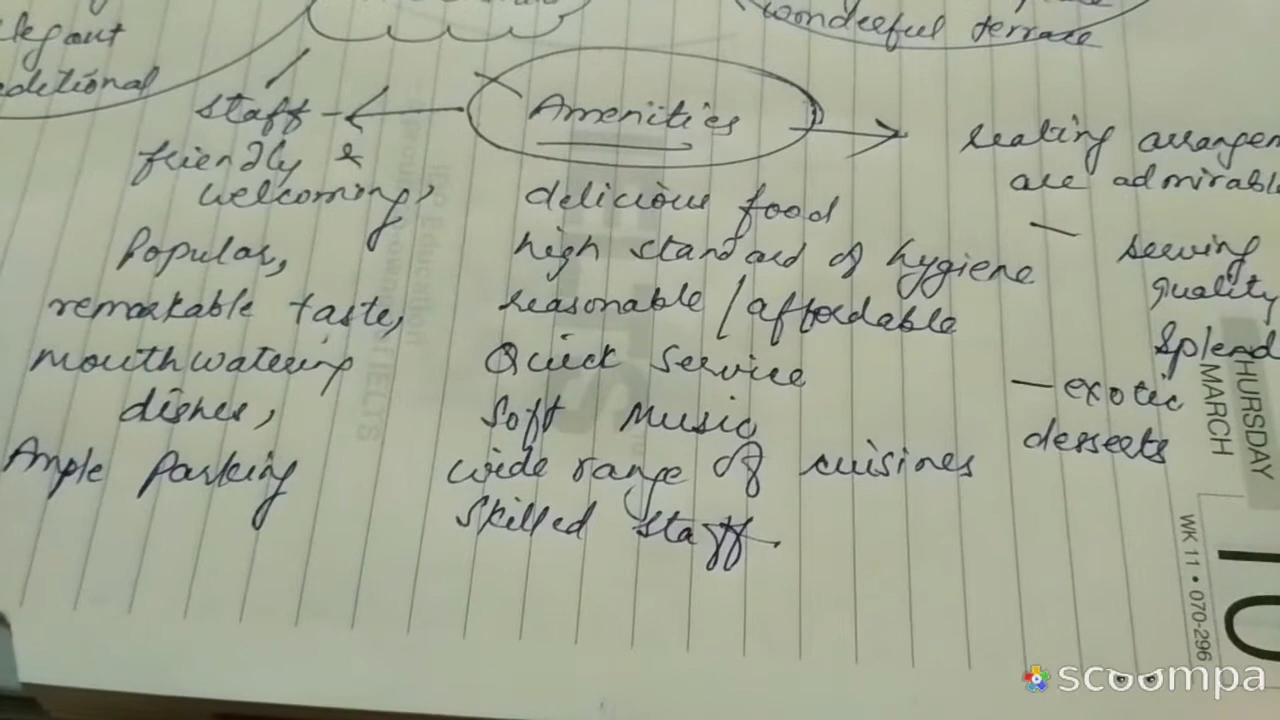 elegant
wonderful terrace
Amenities
staff
friendly &
welcoming,
Popular,
remarkable taste,
mouthwatering
dishes,
Ample Parking
delicious food
high standard of hygiene
reasonable / affordable
Quick Service
Soft Music
wide range of cuisines
skilled staff
seating arrangem
are admirable
— serving
quality
splend
— exotic
desserts
THURSDAY
MARCH
WK 11 • 070-296
10
scoompa